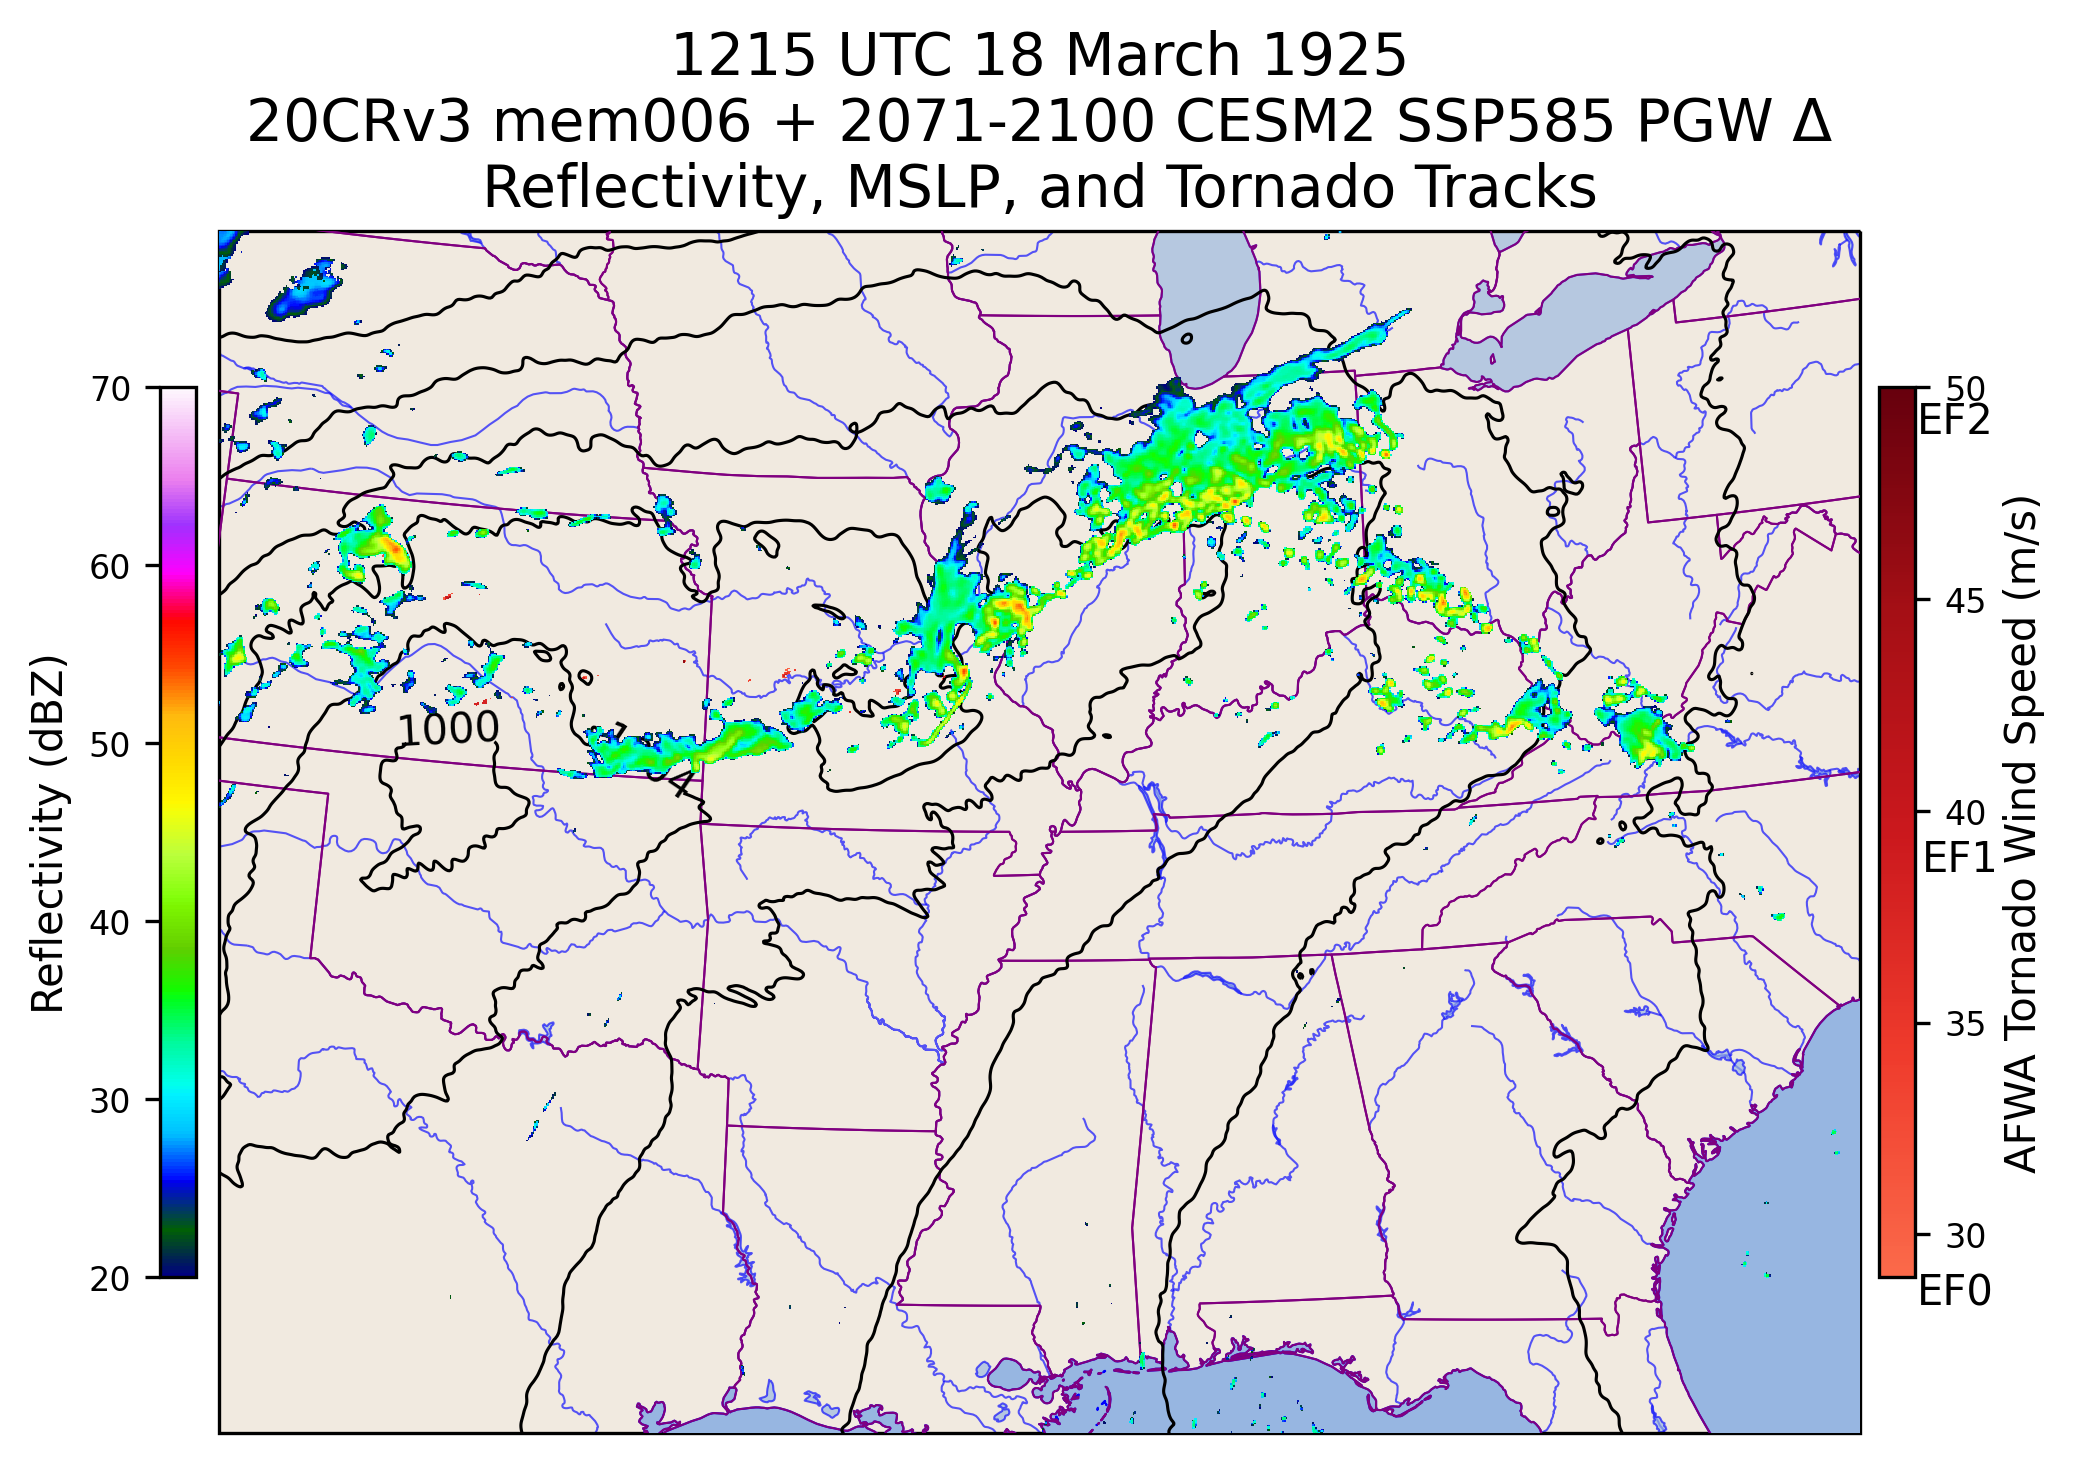 1215 UTC 18 March 1925
20CRv3 mem006 + 2071-2100 CESM2 SSP585 PGW Δ
Reflectivity, MSLP, and Tornado Tracks
70
60
50
40
30
20
Reflectivity (dBZ)
1000
50
EF2
45
40
EF1
35
30
EF0
AFWA Tornado Wind Speed (m/s)